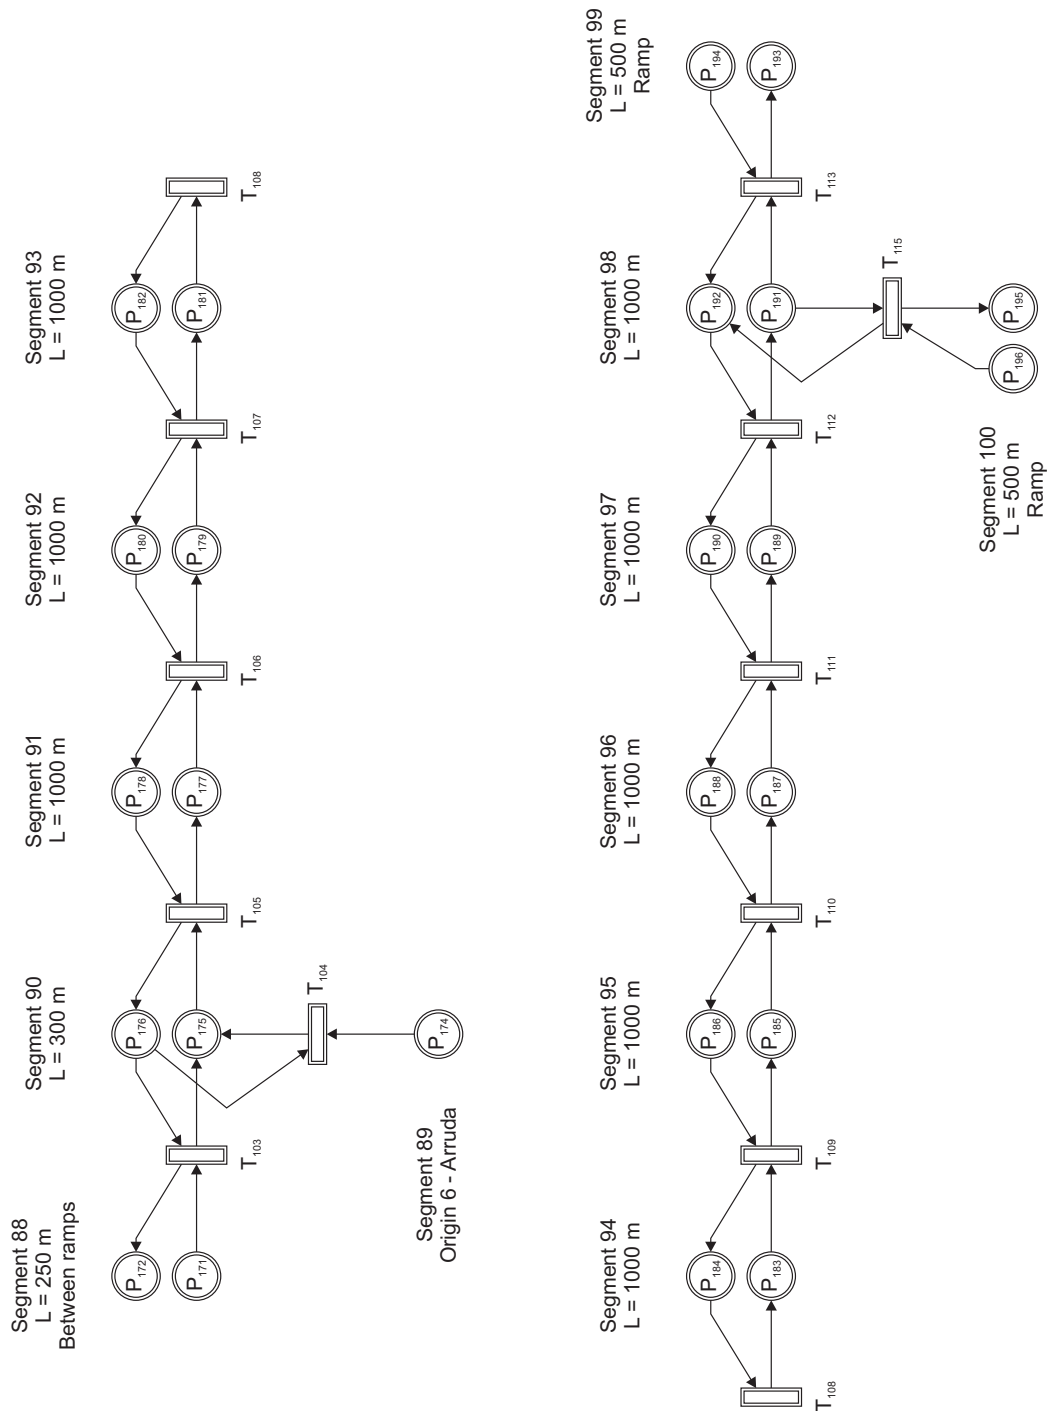 Segment 88
L = 250 m
Between ramps
Segment 90
L = 300 m
Segment 91
L = 1000 m
Segment 92
L = 1000 m
Segment 93
L = 1000 m
P172
P176
P178
P180
P182
P171
P175
P177
P179
P181
T103
T105
T106
T107
T108
T104
P174
Segment 89
Origin 6 - Arruda
Segment 94
L = 1000 m
Segment 95
L = 1000 m
Segment 96
L = 1000 m
Segment 97
L = 1000 m
Segment 98
L = 1000 m
Segment 99
L = 500 m
Ramp
P184
P186
P188
P190
P192
P194
P183
P185
P187
P189
P191
P193
T108
T109
T110
T111
T112
T113
T115
P196
P195
Segment 100
L = 500 m
Ramp